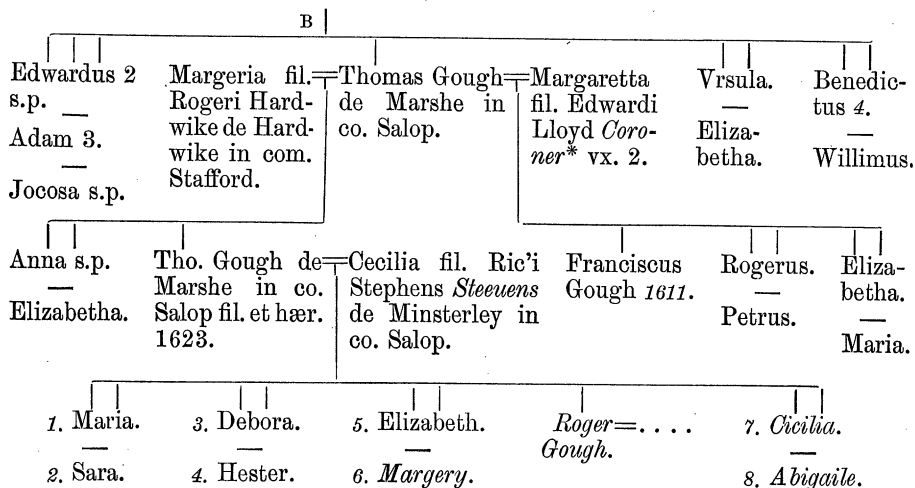 B
Edwardus 2
s.p.
—
Adam 3.
—
Jocosa s.p.
Margeria fil.
Rogeri Hard-
wike de Hard-
wike in com.
Stafford.
=
Thomas Gough
de Marshe in
co. Salop.
=
Margaretta
fil. Edwardi
Lloyd Coro-
ner* vx. 2.
Vrsula.
—
Eliza-
betha.
Benedic-
tus 4.
—
Willimus.
Anna s.p.
—
Elizabetha.
Tho. Gough de
Marshe in co.
Salop fil. et hær.
1623.
=
Cecilia fil. Ric'i
Stephens Steeuens
de Minsterley in
co. Salop.
Franciscus
Gough 1611.
Rogerus.
—
Petrus.
Eliza-
betha.
—
Maria.
1. Maria.
—
2. Sara.
3. Debora.
—
4. Hester.
5. Elizabeth.
—
6. Margery.
Roger=....
Gough.
7. Cicilia.
—
8. Abigaile.